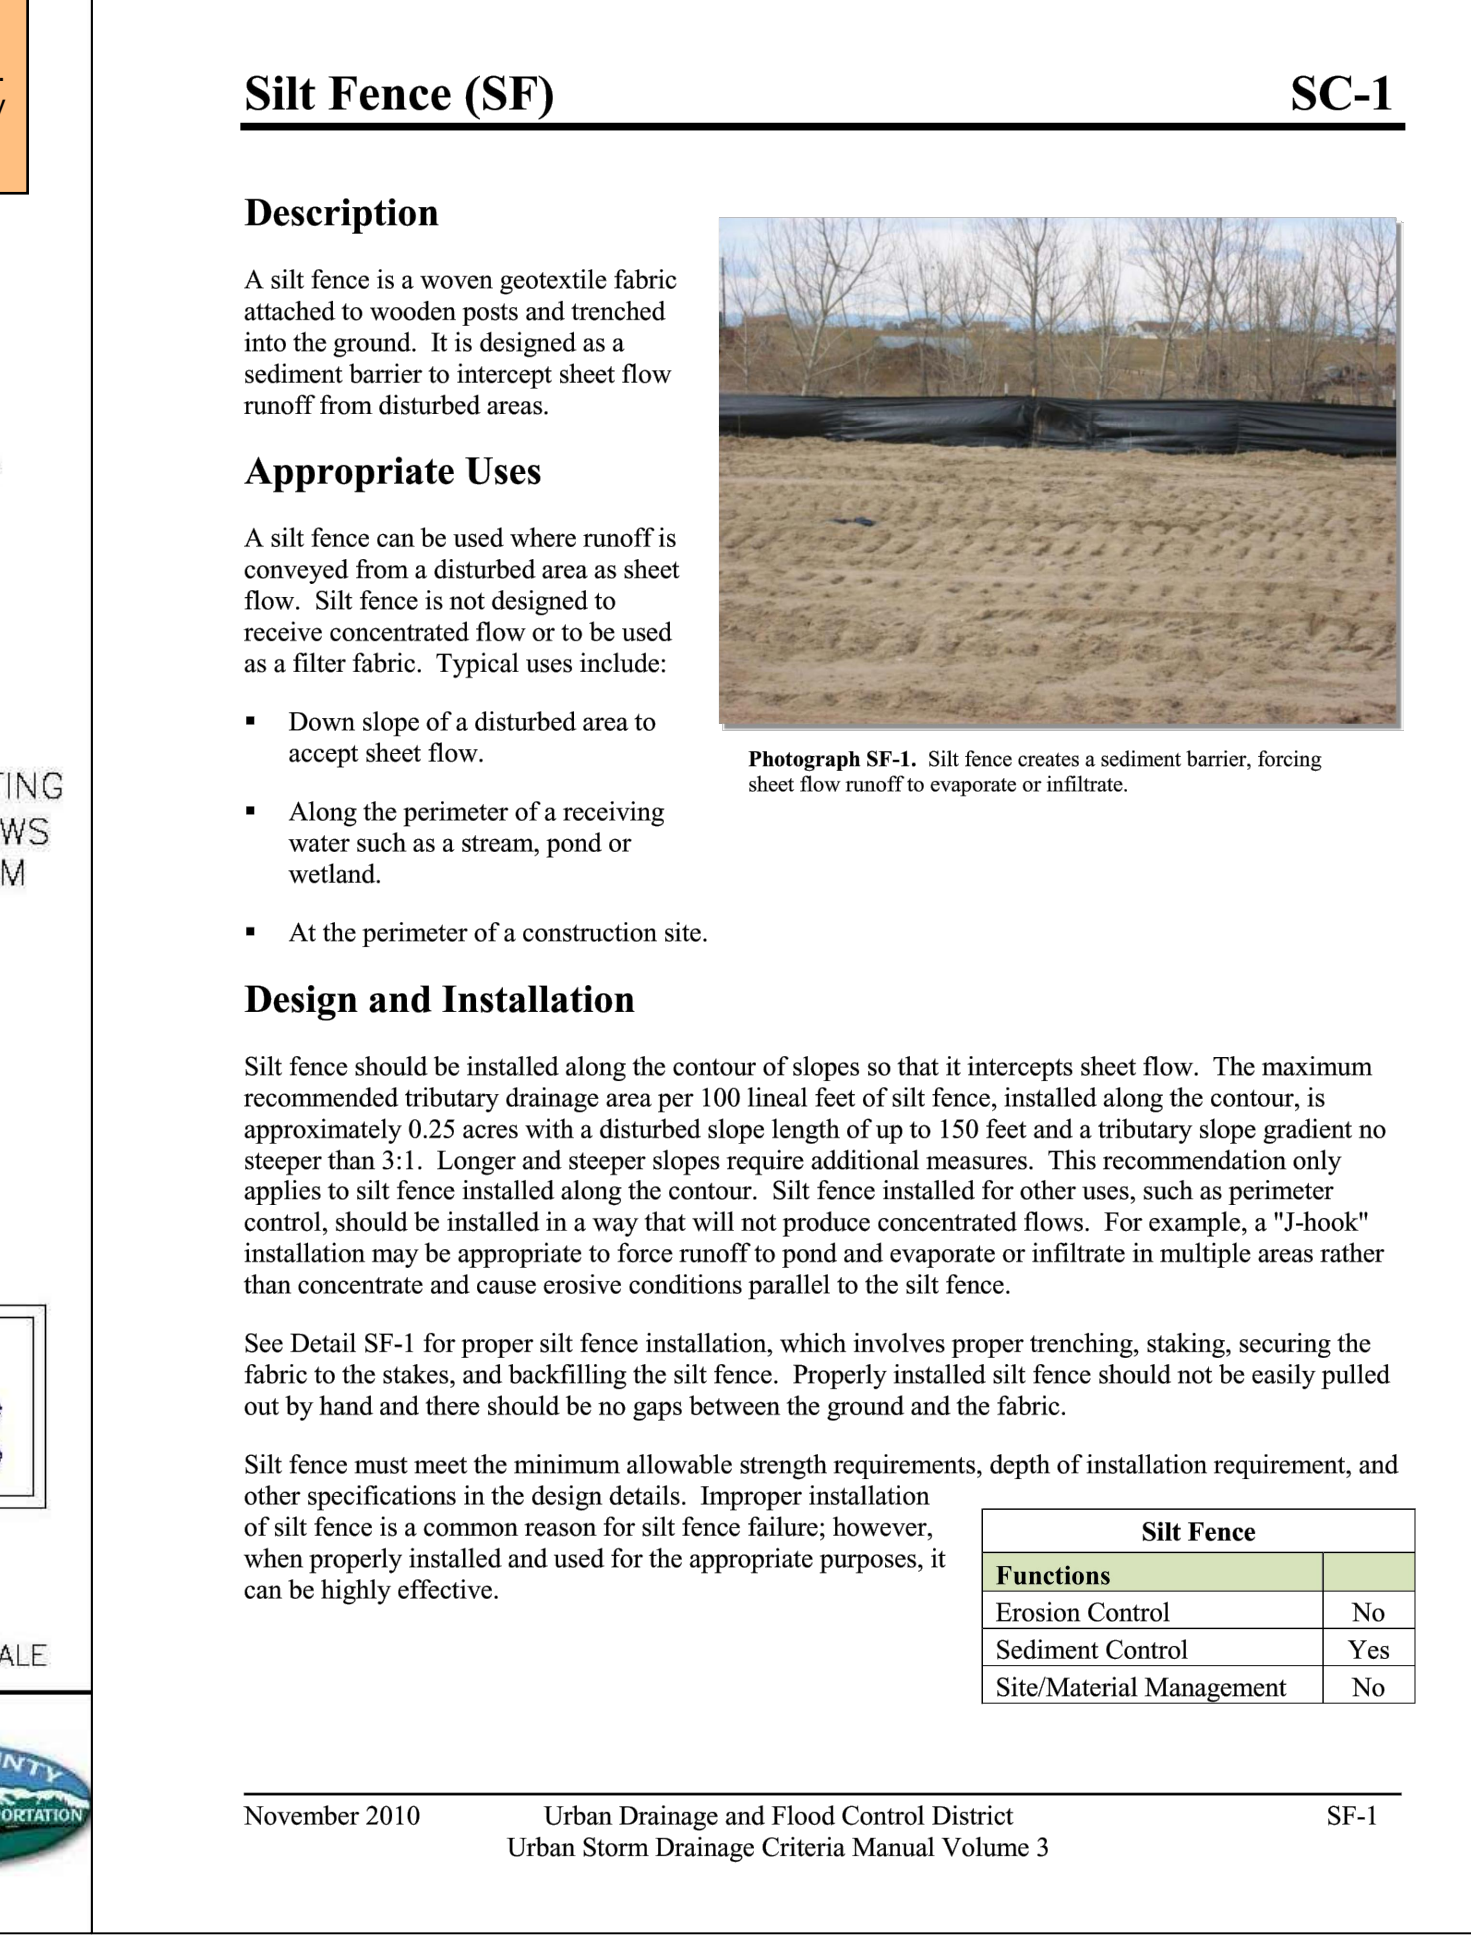 Silt Fence (SF) SC-1
Description
A silt fence is a woven geotextile fabric
attached to wooden posts and trenched
into the ground. It is designed as a
sediment barrier to intercept sheet flow
runoff from disturbed areas.
Appropriate Uses
A silt fence can be used where runoff is
conveyed from a disturbed area as sheet
flow. Silt fence is not designed to
receive concentrated flow or to be used
as a filter fabric. Typical uses include:
▪ Down slope of a disturbed area to
accept sheet flow.
▪ Along the perimeter of a receiving
water such as a stream, pond or
wetland.
▪ At the perimeter of a construction site.
Photograph SF-1. Silt fence creates a sediment barrier, forcing
sheet flow runoff to evaporate or infiltrate.
Design and Installation
Silt fence should be installed along the contour of slopes so that it intercepts sheet flow. The maximum
recommended tributary drainage area per 100 lineal feet of silt fence, installed along the contour, is
approximately 0.25 acres with a disturbed slope length of up to 150 feet and a tributary slope gradient no
steeper than 3:1. Longer and steeper slopes require additional measures. This recommendation only
applies to silt fence installed along the contour. Silt fence installed for other uses, such as perimeter
control, should be installed in a way that will not produce concentrated flows. For example, a "J-hook"
installation may be appropriate to force runoff to pond and evaporate or infiltrate in multiple areas rather
than concentrate and cause erosive conditions parallel to the silt fence.
See Detail SF-1 for proper silt fence installation, which involves proper trenching, staking, securing the
fabric to the stakes, and backfilling the silt fence. Properly installed silt fence should not be easily pulled
out by hand and there should be no gaps between the ground and the fabric.
Silt fence must meet the minimum allowable strength requirements, depth of installation requirement, and
other specifications in the design details. Improper installation
of silt fence is a common reason for silt fence failure; however,
when properly installed and used for the appropriate purposes, it
can be highly effective.
Silt Fence
Functions
Erosion Control No
Sediment Control Yes
Site/Material Management No
November 2010 Urban Drainage and Flood Control District SF-1
Urban Storm Drainage Criteria Manual Volume 3